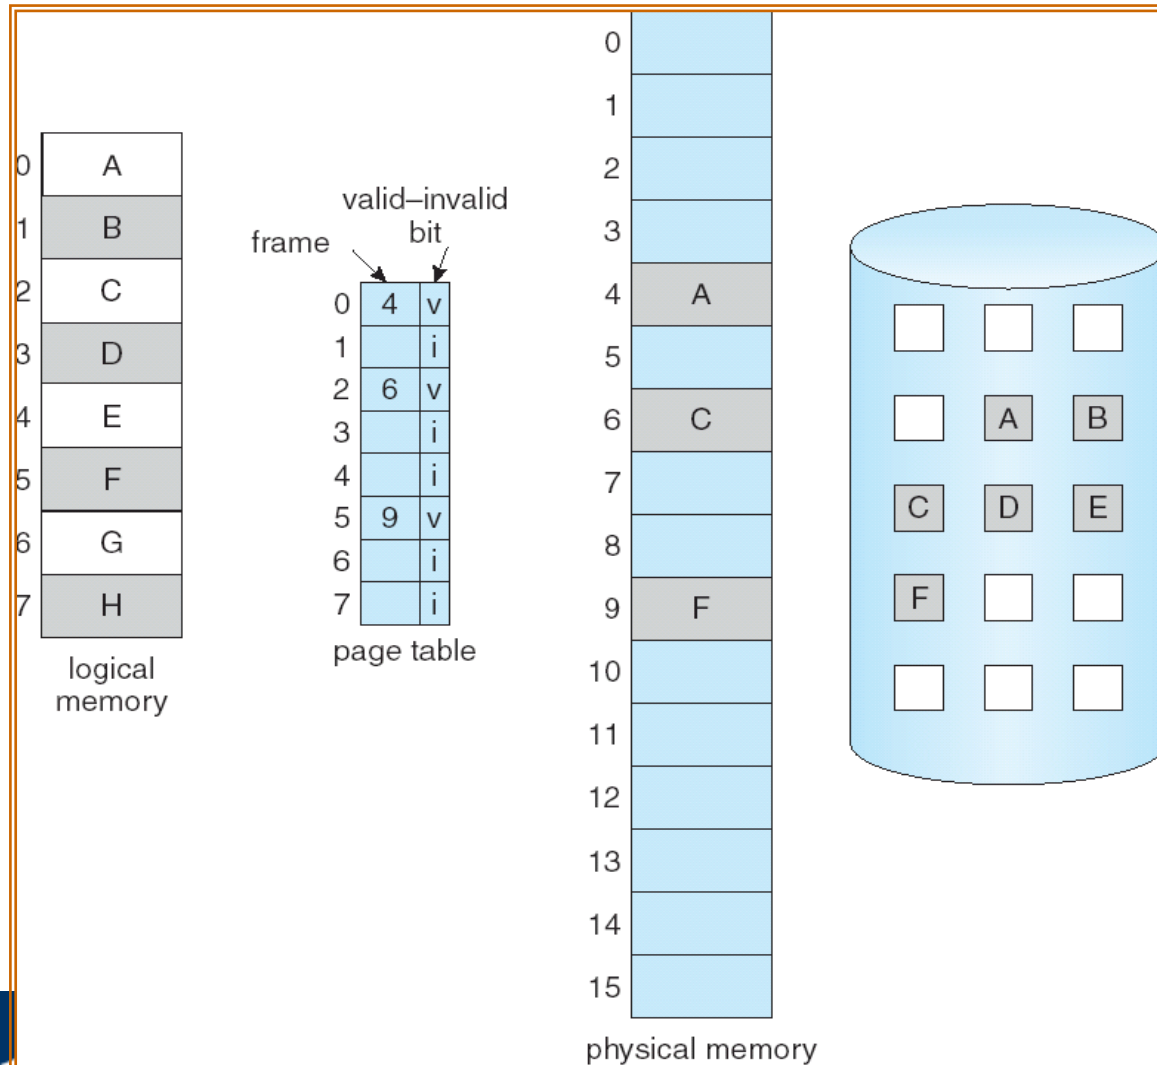 0 A
1 B
2 C
3 D
4 E
5 F
6 G
7 H
logical
memory
valid–invalid
bit
frame
0 4 v
1 i
2 6 v
3 i
4 i
5 9 v
6 i
7 i
page table
0
1
2
3
4 A
5
6 C
7
8
9 F
10
11
12
13
14
15
physical memory
A B
C D E
F